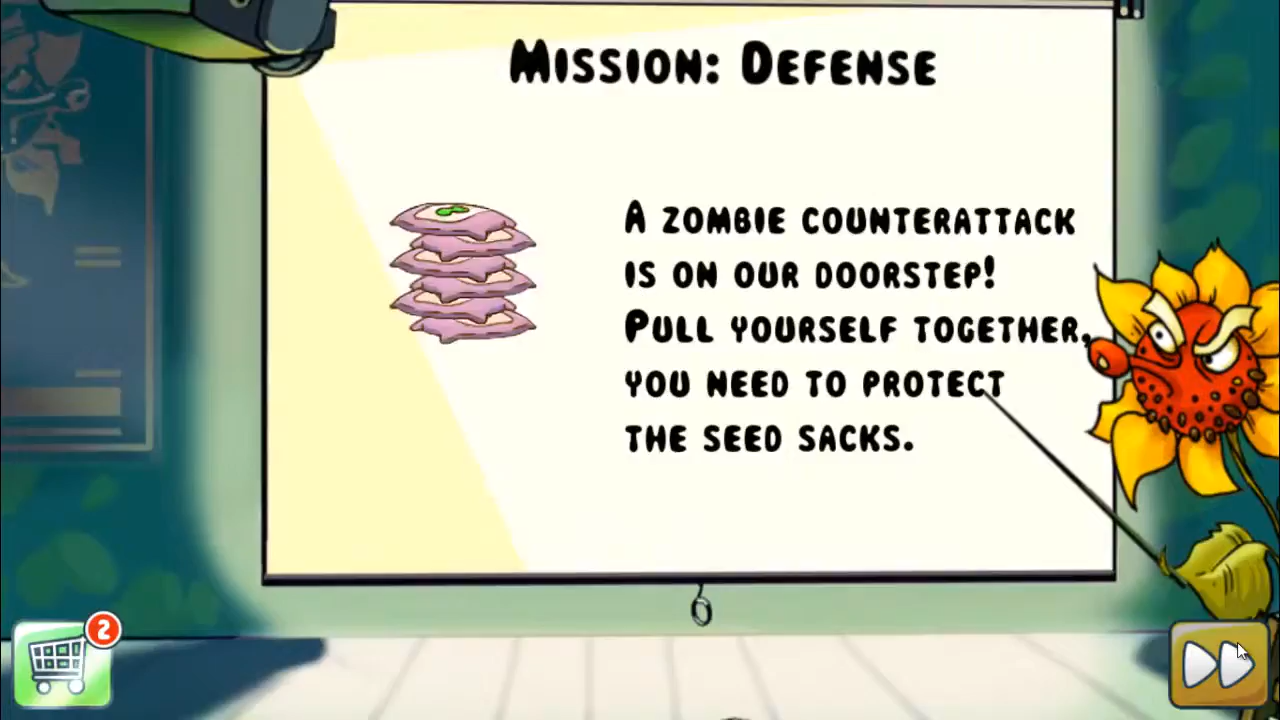 MISSION: DEFENSE
A ZOMBIE COUNTERATTACK
IS ON OUR DOORSTEP!
PULL YOURSELF TOGETHER,
YOU NEED TO PROTECT
THE SEED SACKS.
2